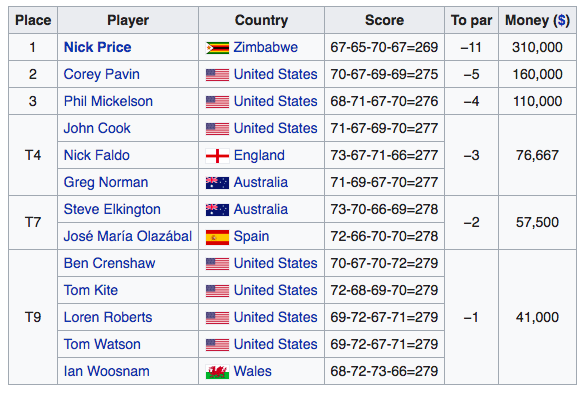 Place Player Country Score To par Money ($)
1 Nick Price Zimbabwe 67-65-70-67=269 −11 310,000
2 Corey Pavin United States 70-67-69-69=275 −5 160,000
3 Phil Mickelson United States 68-71-67-70=276 −4 110,000
John Cook United States 71-67-69-70=277
T4 Nick Faldo England 73-67-71-66=277 −3 76,667
Greg Norman Australia 71-69-67-70=277
T7 Steve Elkington Australia 73-70-66-69=278 −2 57,500
José María Olazábal Spain 72-66-70-70=278
Ben Crenshaw United States 70-67-70-72=279
Tom Kite United States 72-68-69-70=279
T9 Loren Roberts United States 69-72-67-71=279 −1 41,000
Tom Watson United States 69-72-67-71=279
Ian Woosnam Wales 68-72-73-66=279